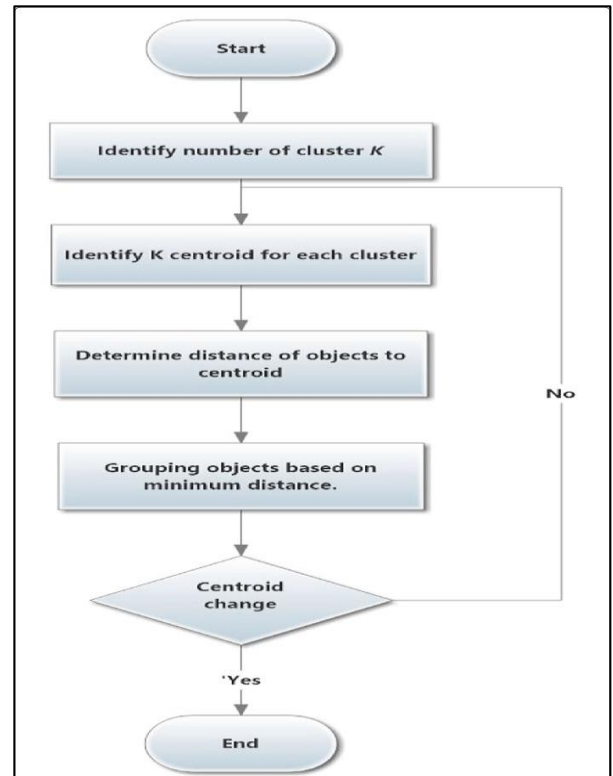 Start
Identify number of cluster K
Identify K centroid for each cluster
Determine distance of objects to
centroid
Grouping objects based on
minimum distance.
Centroid
change
No
'Yes
End